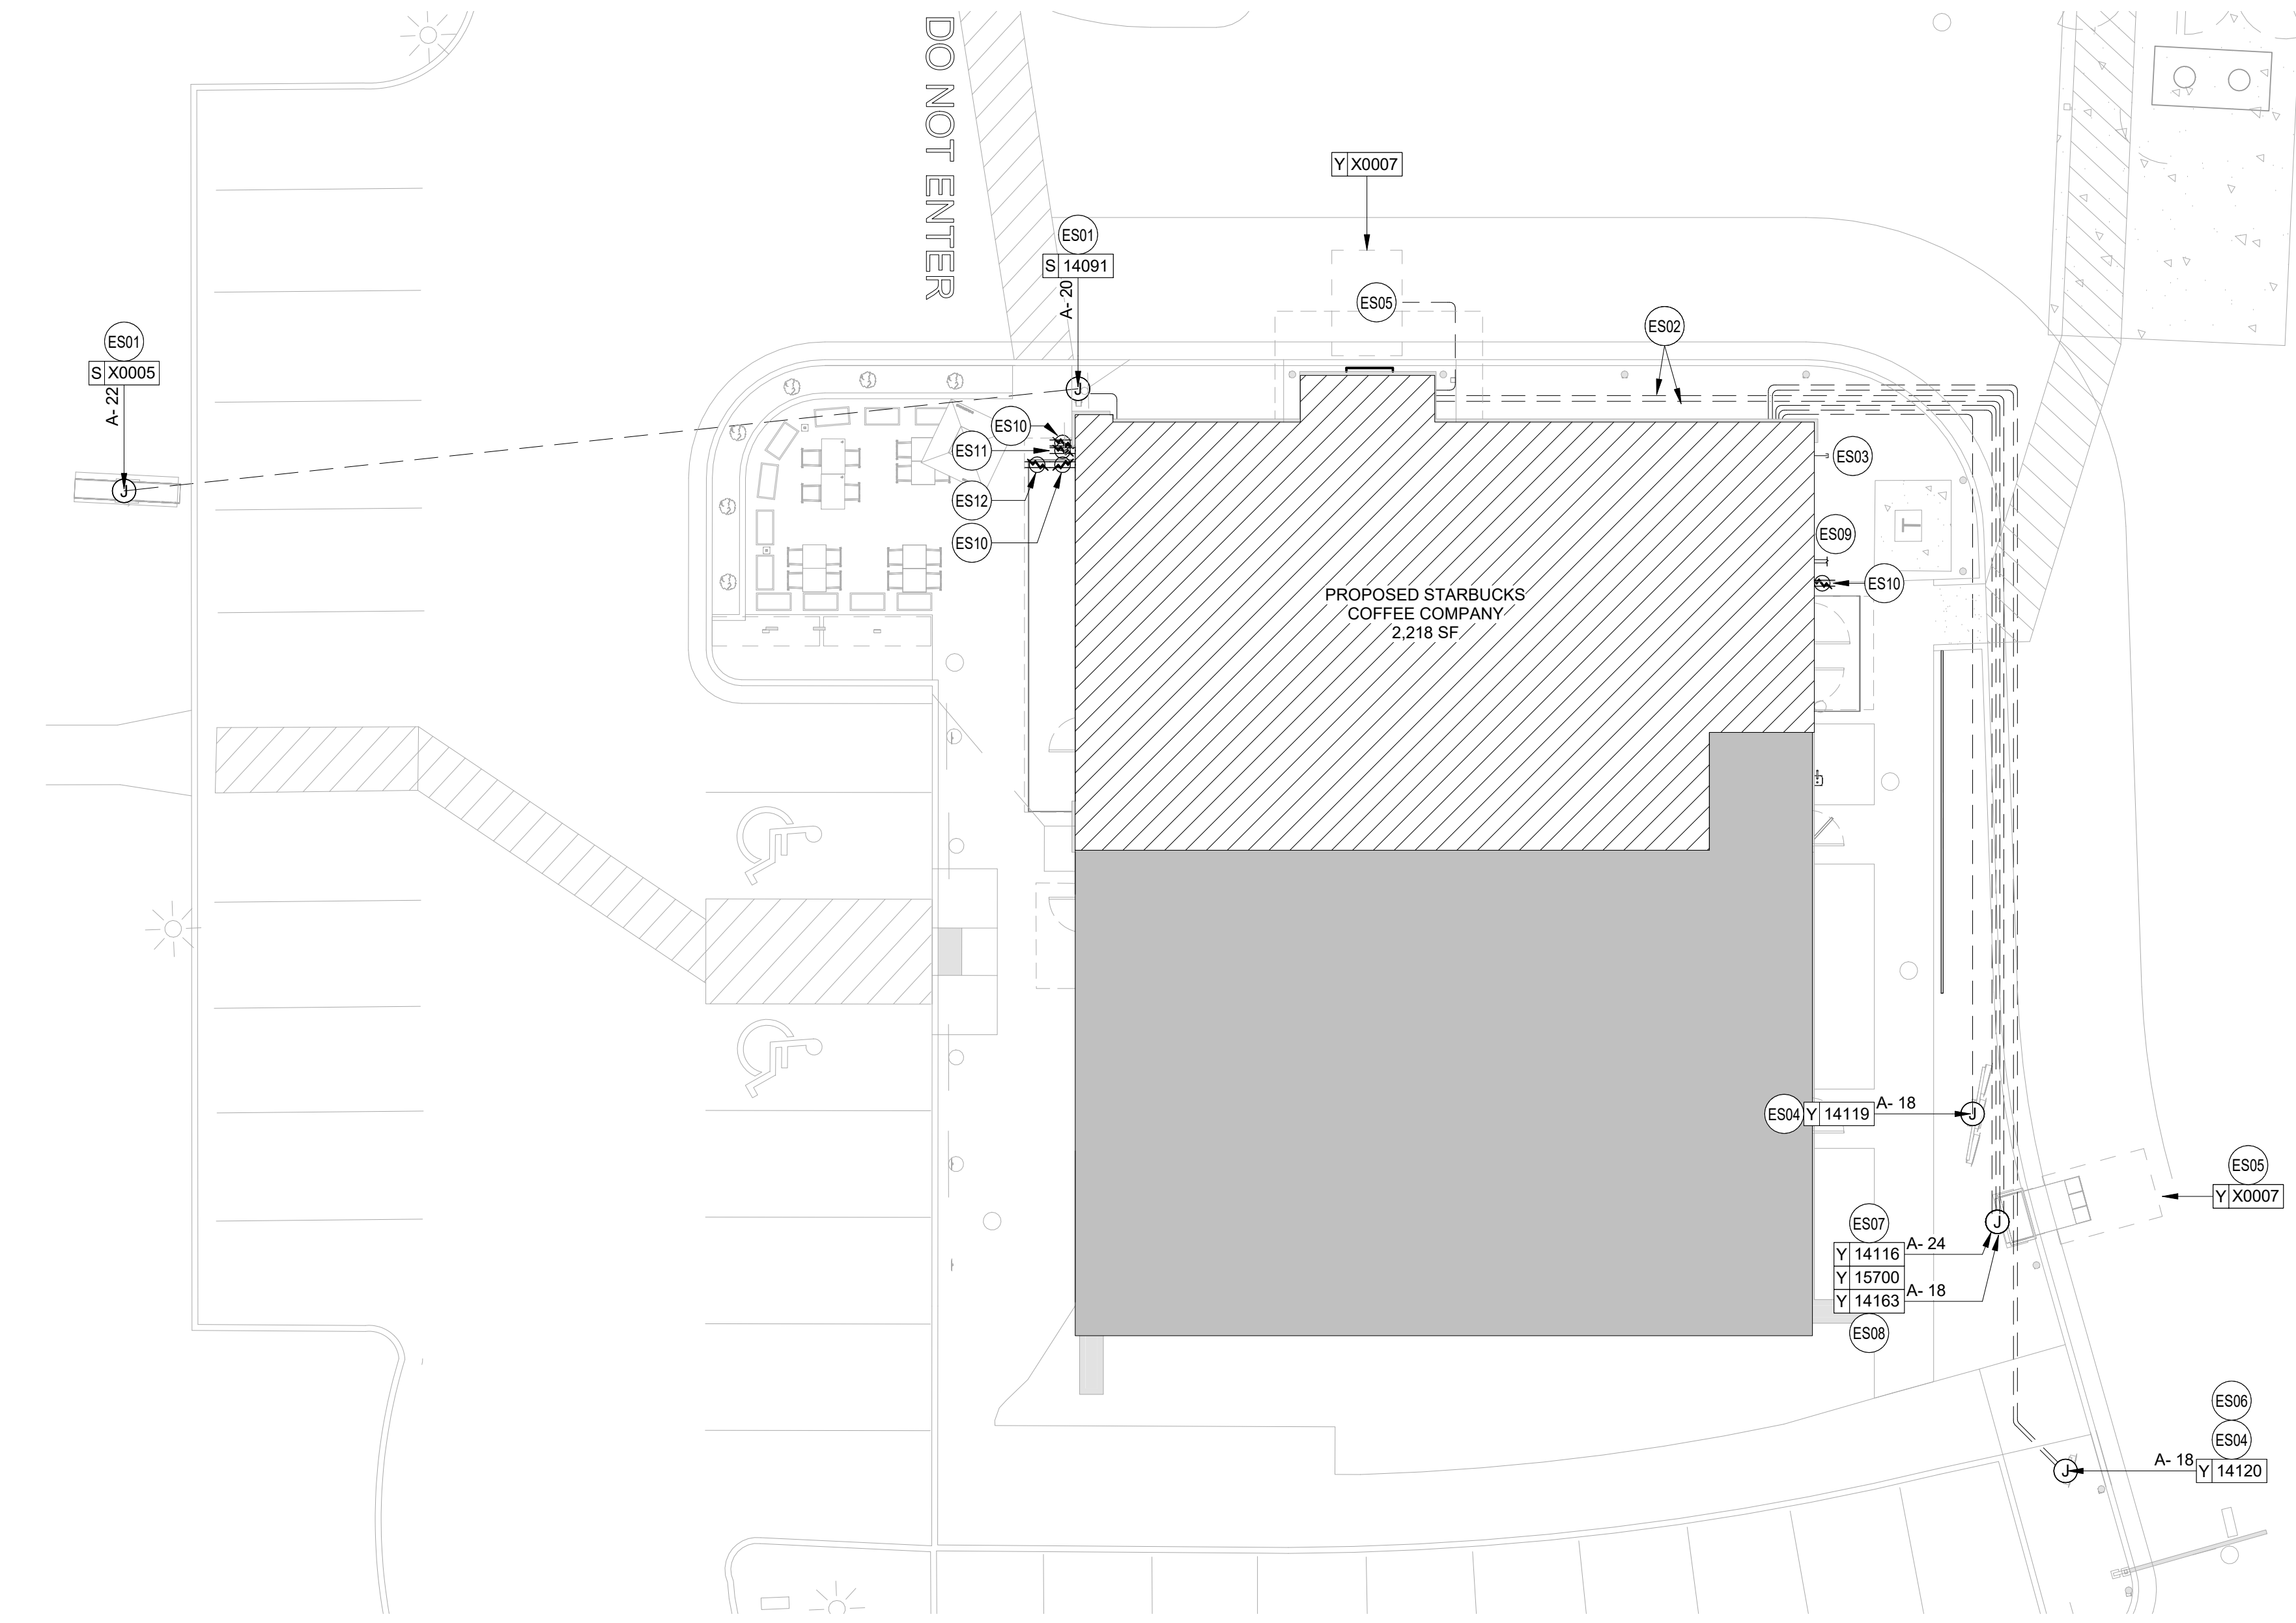 DO NOT ENTER
Y X0007
ES01
S 14091
A- 20
ES05
ES02
ES01
S X0005
A- 22
J
J
ES10
ES11
ES12
ES10
ES03
ES09
ES10
T
PROPOSED STARBUCKS
COFFEE COMPANY
2,218 SF
ES04 Y 14119 A- 18
J
ES05
Y X0007
ES07
Y 14116 A- 24
Y 15700
Y 14163 A- 18
ES08
J
ES06
ES04
A- 18 Y 14120
J